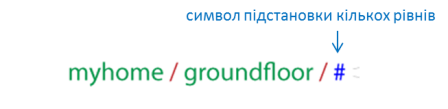 символ підстановки кількох рівнів
myhome / groundfloor / #